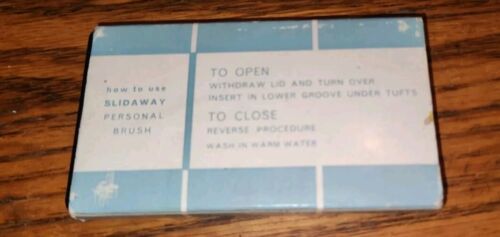 how to use
SLIDAWAY
PERSONAL
BRUSH
TO OPEN
WITHDRAW LID AND TURN OVER
INSERT IN LOWER GROOVE UNDER TUFTS
TO CLOSE
REVERSE PROCEDURE
WASH IN WARM WATER